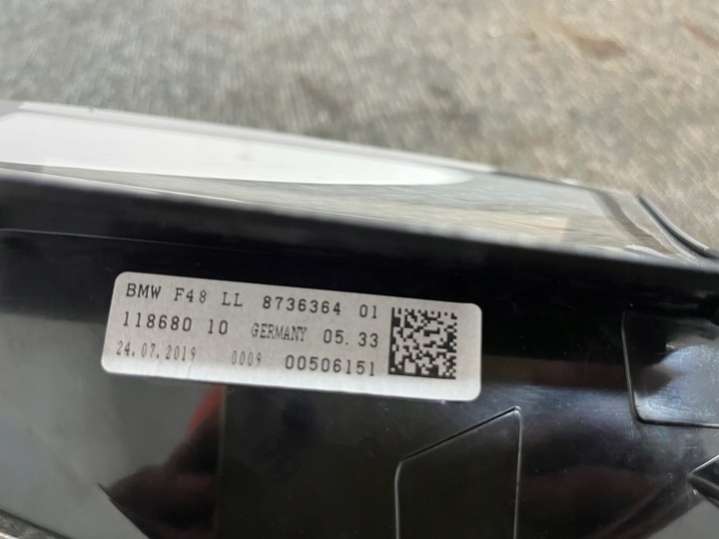 BMW F48 LL 8736364 01
118680 10 GERMANY 05.33
24.07.2019 0009 00506151